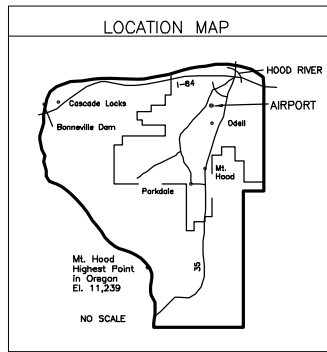 LOCATION MAP
HOOD RIVER
I-84
AIRPORT
Cascade Locks
Bonneville Dam
Odell
Mt.
Hood
Parkdale
35
Mt. Hood
Highest Point
in Oregon
El. 11,239
NO SCALE